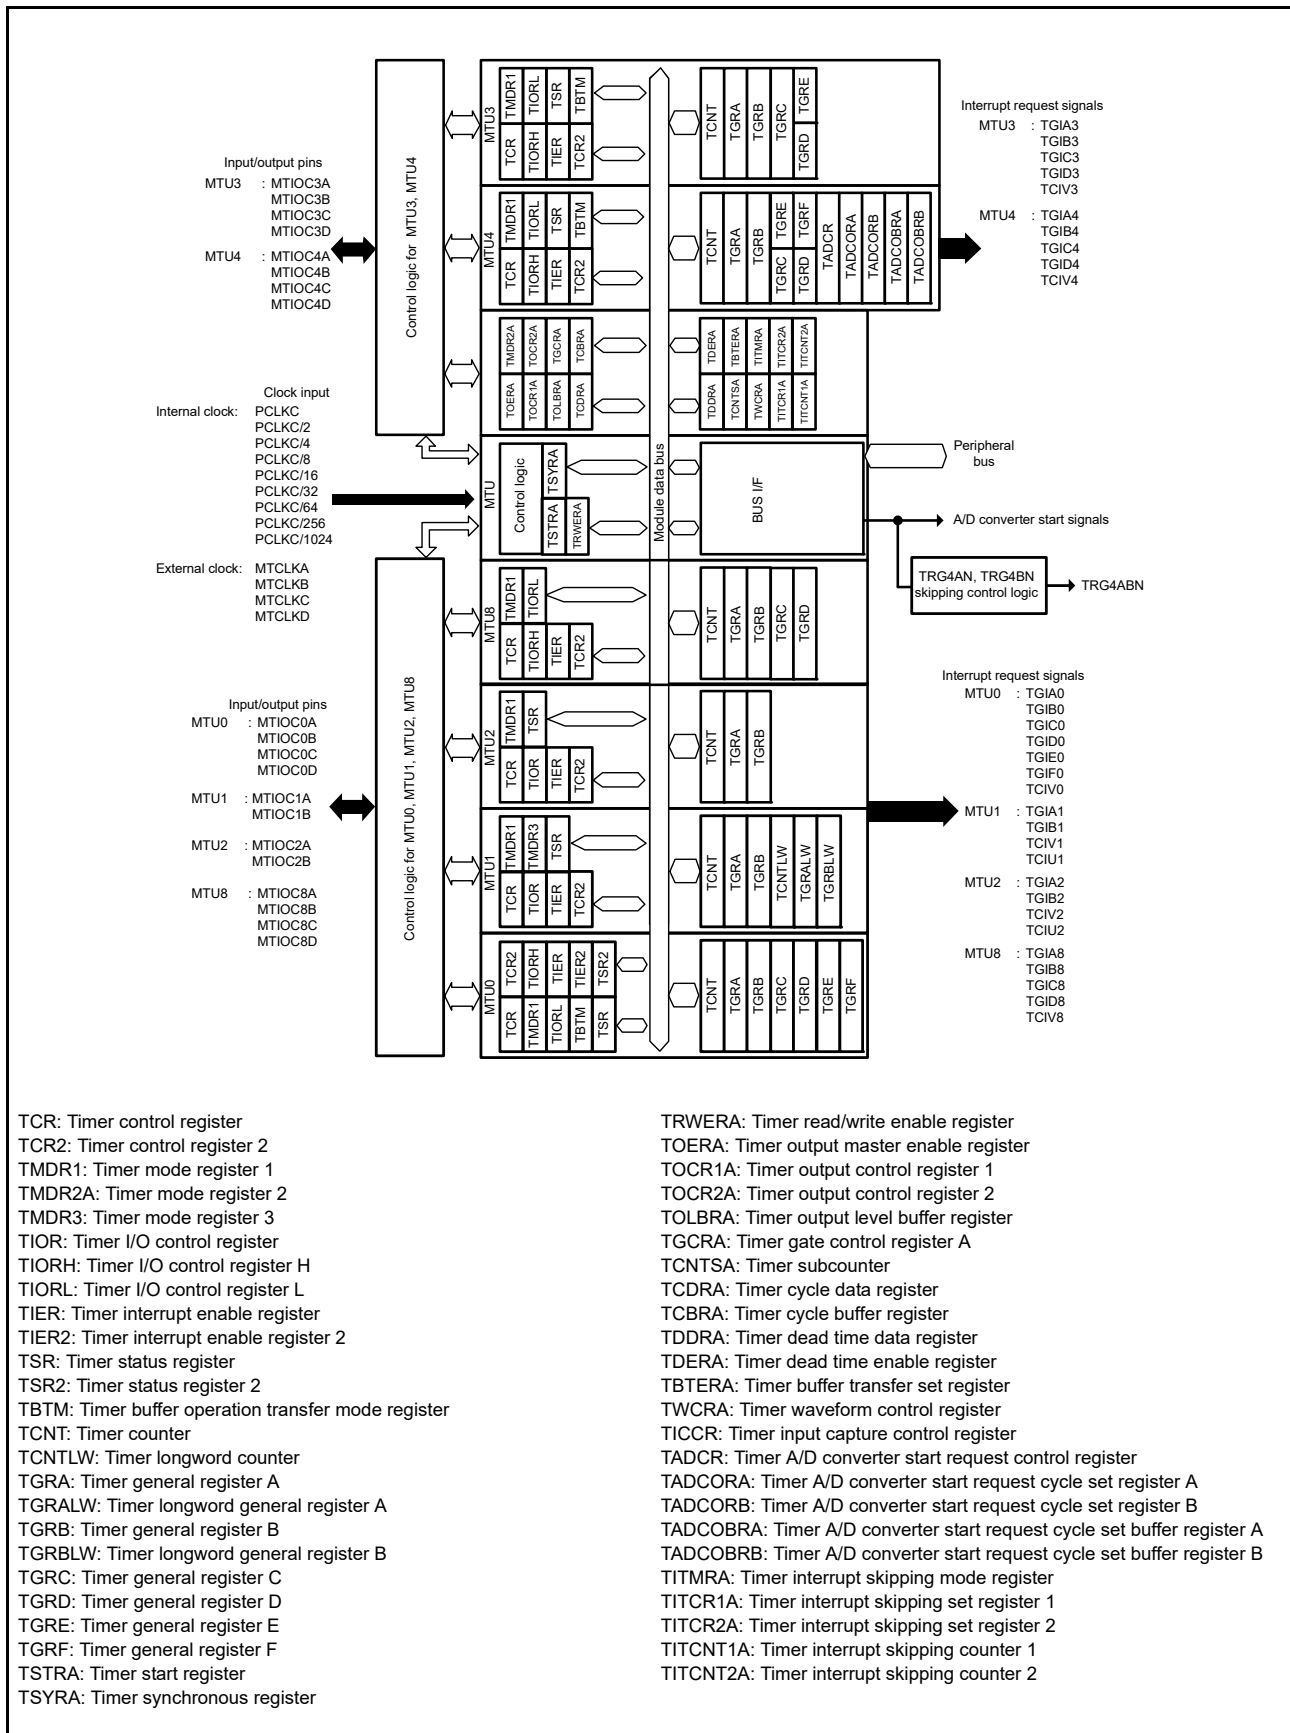 Input/output pins
MTU3 : MTIOC3A
MTIOC3B
MTIOC3C
MTIOC3D
MTU4 : MTIOC4A
MTIOC4B
MTIOC4C
MTIOC4D
Clock input
Internal clock: PCLKC
PCLKC/2
PCLKC/4
PCLKC/8
PCLKC/16
PCLKC/32
PCLKC/64
PCLKC/256
PCLKC/1024
External clock: MTCLKA
MTCLKB
MTCLKC
MTCLKD
Input/output pins
MTU0 : MTIOC0A
MTIOC0B
MTIOC0C
MTIOC0D
MTU1 : MTIOC1A
MTIOC1B
MTU2 : MTIOC2A
MTIOC2B
MTU8 : MTIOC8A
MTIOC8B
MTIOC8C
MTIOC8D
Control logic for MTU3, MTU4
Control logic for MTU0, MTU1, MTU2, MTU8
MTU3
TMDR1 TIORL TSR TBTM
TCR TIORH TIER TCR2
TCNT TGRA TGRB TGRC TGRD TGRE
MTU4
TMDR1 TIORL TSR TBTM
TCR TIORH TIER TCR2
TCNT TGRA TGRB TGRC TGRE TGRD TGRF TADCR TADCORA TADCORB TADCOBRA TADCOBRB
TMDR2A TOCR2A TGCRA TCBRA
TOERA TOCR1A TOLBRA TCDRA
TDERA TBTERA TITMRA TITCR2A TITCNT2A
TDDRA TCNTSA TWCRA TITCR1A TITCNT1A
MTU
Control logic
TSYRA
TSTRA TRWERA
Module data bus
BUS I/F
MTU8
TMDR1 TIORL
TCR TIORH TIER TCR2
TCNT TGRA TGRB TGRC TGRD
MTU2
TMDR1 TSR
TCR TIOR TIER TCR2
TCNT TGRA TGRB
MTU1
TMDR1 TMDR3 TSR
TCR TIOR TIER TCR2
TCNT TGRA TGRB TCNTLW TGRALW TGRBLW
MTU0
TCR2 TIORH TIER TIER2 TSR2
TCR TMDR1 TIORL TBTM TSR
TCNT TGRA TGRB TGRC TGRD TGRE TGRF
Interrupt request signals
MTU3 : TGIA3
TGIB3
TGIC3
TGID3
TCIV3
MTU4 : TGIA4
TGIB4
TGIC4
TGID4
TCIV4
Peripheral
bus
A/D converter start signals
TRG4AN, TRG4BN
skipping control logic
TRG4ABN
Interrupt request signals
MTU0 : TGIA0
TGIB0
TGIC0
TGID0
TGIE0
TGIF0
TCIV0
MTU1 : TGIA1
TGIB1
TCIV1
TCIU1
MTU2 : TGIA2
TGIB2
TCIV2
TCIU2
MTU8 : TGIA8
TGIB8
TGIC8
TGID8
TCIV8
TCR: Timer control register
TCR2: Timer control register 2
TMDR1: Timer mode register 1
TMDR2A: Timer mode register 2
TMDR3: Timer mode register 3
TIOR: Timer I/O control register
TIORH: Timer I/O control register H
TIORL: Timer I/O control register L
TIER: Timer interrupt enable register
TIER2: Timer interrupt enable register 2
TSR: Timer status register
TSR2: Timer status register 2
TBTM: Timer buffer operation transfer mode register
TCNT: Timer counter
TCNTLW: Timer longword counter
TGRA: Timer general register A
TGRALW: Timer longword general register A
TGRB: Timer general register B
TGRBLW: Timer longword general register B
TGRC: Timer general register C
TGRD: Timer general register D
TGRE: Timer general register E
TGRF: Timer general register F
TSTRA: Timer start register
TSYRA: Timer synchronous register
TRWERA: Timer read/write enable register
TOERA: Timer output master enable register
TOCR1A: Timer output control register 1
TOCR2A: Timer output control register 2
TOLBRA: Timer output level buffer register
TGCRA: Timer gate control register A
TCNTSA: Timer subcounter
TCDRA: Timer cycle data register
TCBRA: Timer cycle buffer register
TDDRA: Timer dead time data register
TDERA: Timer dead time enable register
TBTERA: Timer buffer transfer set register
TWCRA: Timer waveform control register
TICCR: Timer input capture control register
TADCR: Timer A/D converter start request control register
TADCORA: Timer A/D converter start request cycle set register A
TADCORB: Timer A/D converter start request cycle set register B
TADCOBRA: Timer A/D converter start request cycle set buffer register A
TADCOBRB: Timer A/D converter start request cycle set buffer register B
TITMRA: Timer interrupt skipping mode register
TITCR1A: Timer interrupt skipping set register 1
TITCR2A: Timer interrupt skipping set register 2
TITCNT1A: Timer interrupt skipping counter 1
TITCNT2A: Timer interrupt skipping counter 2